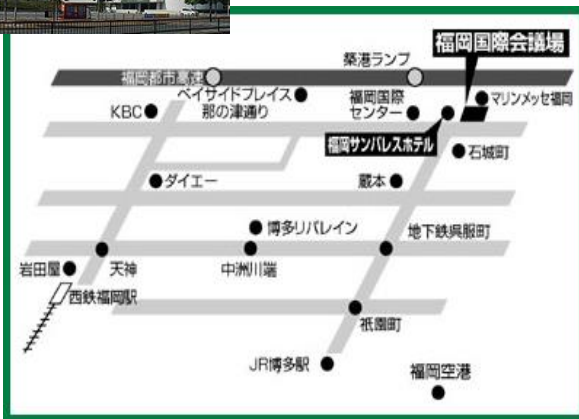 福岡国際会議場
築港ランプ
福岡都市高速
ベイサイドプレイス
那の津通り
KBC
福岡国際
センター
マリンメッセ福岡
福岡サンパレスホテル
石城町
ダイエー
蔵本
博多リバレイン
地下鉄呉服町
岩田屋
天神
中洲川端
西鉄福岡駅
祇園町
JR博多駅
福岡空港